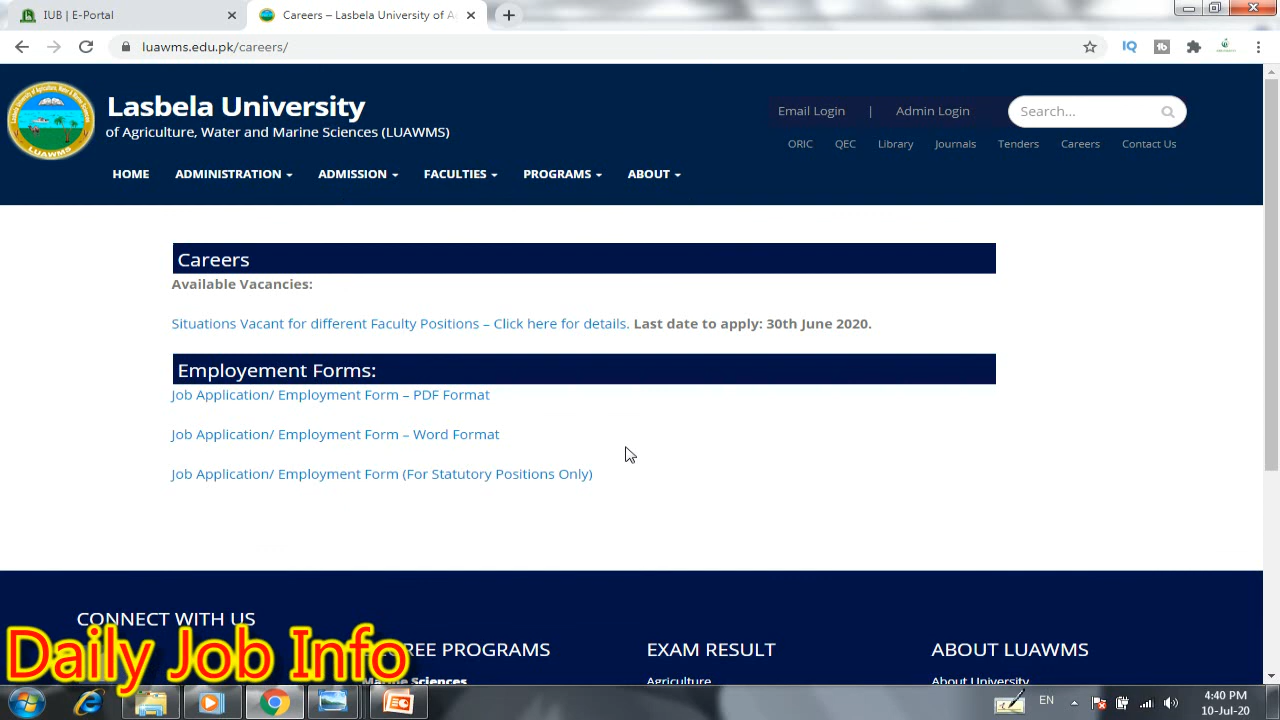 IUB | E-Portal
Careers – Lasbela University of A
luawms.edu.pk/careers/
Lasbela University
of Agriculture, Water and Marine Sciences (LUAWMS)
Email Login | Admin Login
Search...
ORIC QEC Library Journals Tenders Careers Contact Us
HOME ADMINISTRATION ADMISSION FACULTIES PROGRAMS ABOUT
Careers
Available Vacancies:
Situations Vacant for different Faculty Positions – Click here for details. Last date to apply: 30th June 2020.
Employement Forms:
Job Application/ Employment Form – PDF Format
Job Application/ Employment Form – Word Format
Job Application/ Employment Form (For Statutory Positions Only)
CONNECT WITH US
REE PROGRAMS
EXAM RESULT
ABOUT LUAWMS
Daily Job Info
Marine Sciences
Agriculture
About University
EN
4:40 PM
10-Jul-20